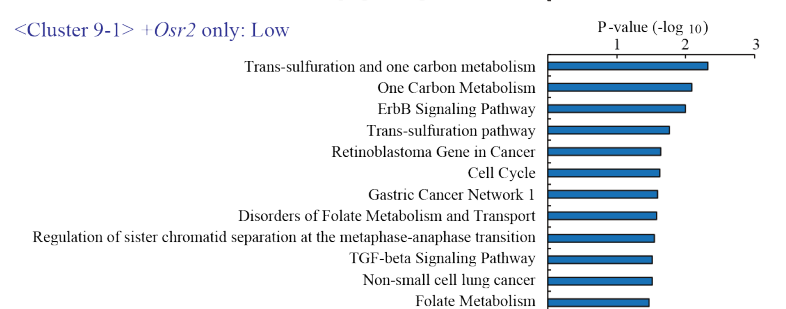 <Cluster 9-1> +Osr2 only: Low
P-value (-log 10)
1 2 3
Trans-sulfuration and one carbon metabolism
One Carbon Metabolism
ErbB Signaling Pathway
Trans-sulfuration pathway
Retinoblastoma Gene in Cancer
Cell Cycle
Gastric Cancer Network 1
Disorders of Folate Metabolism and Transport
Regulation of sister chromatid separation at the metaphase-anaphase transition
TGF-beta Signaling Pathway
Non-small cell lung cancer
Folate Metabolism